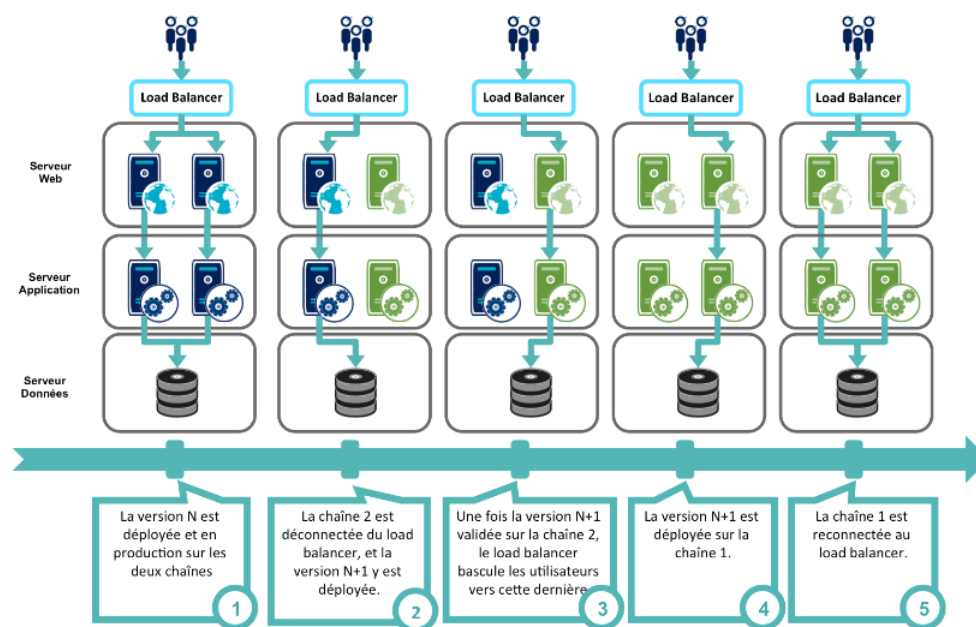 Load Balancer
Load Balancer
Load Balancer
Load Balancer
Load Balancer
Serveur
Web
Serveur
Application
Serveur
Données
La version N est
déployée et en
production sur les
deux chaînes
1
La chaîne 2 est
déconnectée du load
balancer, et la
version N+1 y est
déployée.
2
Une fois la version N+1
validée sur la chaîne 2,
le load balancer
bascule les utilisateurs
vers cette dernière
3
La version N+1 est
déployée sur la
chaîne 1.
4
La chaîne 1 est
reconnectée au
load balancer.
5